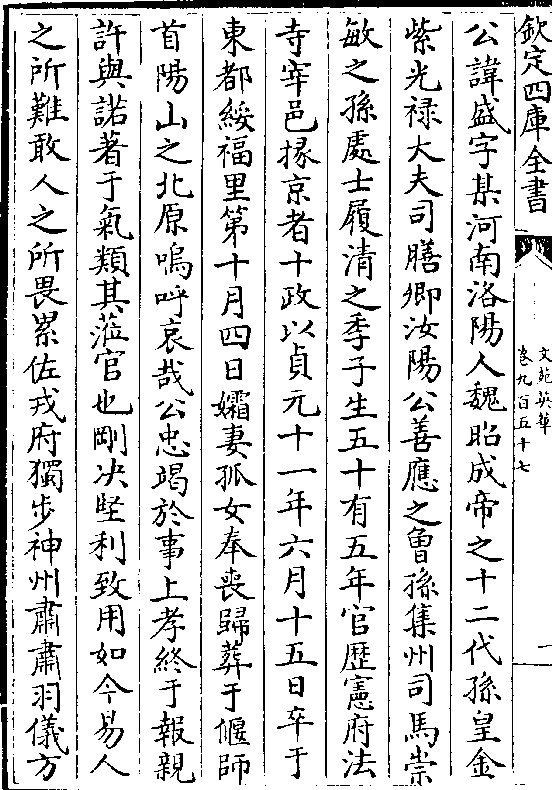 欽定四庫全書
文苑英華
卷九百五十七
一
公諱盛字某河南洛陽人魏昭成帝之十二代孫皇金
紫光禄大夫司膳卿汝陽公善應之曾孫集州司馬崇
敏之孫處士履清之季子生五十有五年官歴憲府法
寺宰邑掾京者十政以貞元十一年六月十五日卒于
東都綏福里第十月四日孀妻孤女奉喪歸葬于偃師
首陽山之北原嗚呼哀哉公忠竭於事上孝終于報親
許與諾著于氣類其蒞官也剛决堅利致用如今易人
之所難敢人之所畏累佐戎府獨步神州肅肅羽儀方